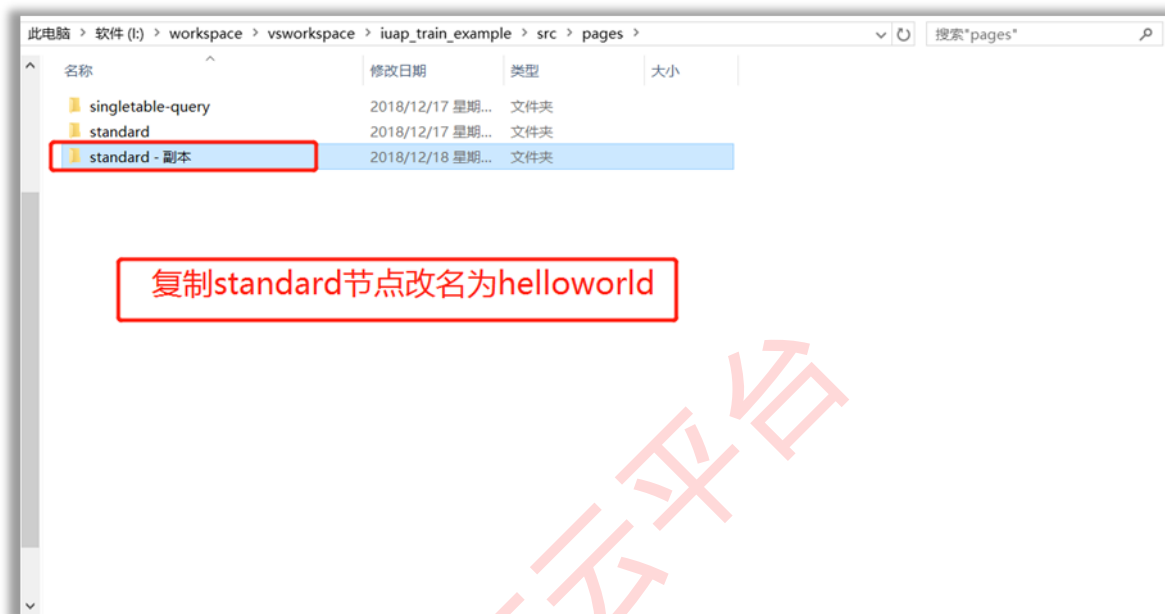 此电脑 > 软件 (I:) > workspace > vsworkspace > iuap_train_example > src > pages > 搜索"pages"
名称 修改日期 类型 大小
singletable-query 2018/12/17 星期... 文件夹
standard 2018/12/17 星期... 文件夹
standard - 副本 2018/12/18 星期... 文件夹
复制standard节点改名为helloworld
云平台